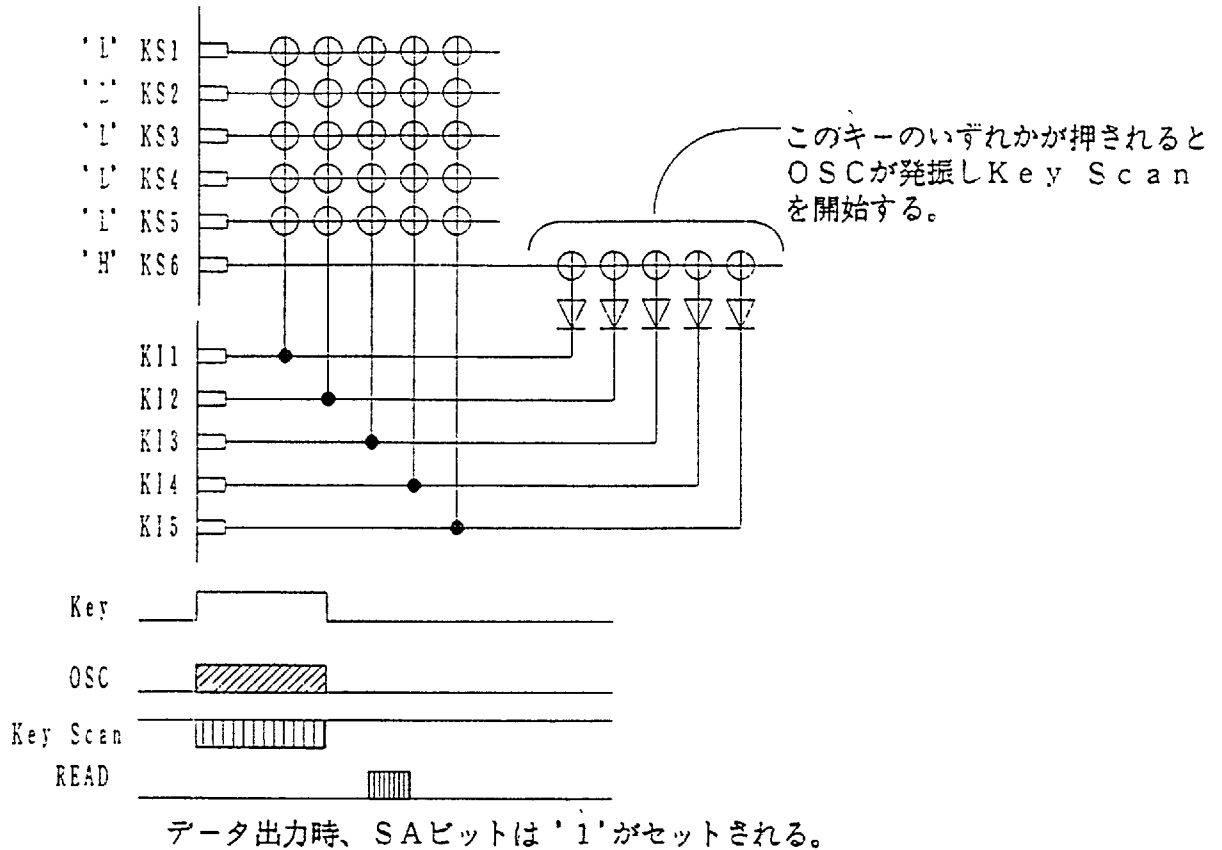 'L' KS1
'L' KS2
'L' KS3
'L' KS4
'L' KS5
'H' KS6
このキーのいずれかが押されると
OSCが発振しKey Scan
を開始する。
KI1
KI2
KI3
KI4
KI5
Key
OSC
Key Scan
READ
データ出力時、SAビットは'1'がセットされる。